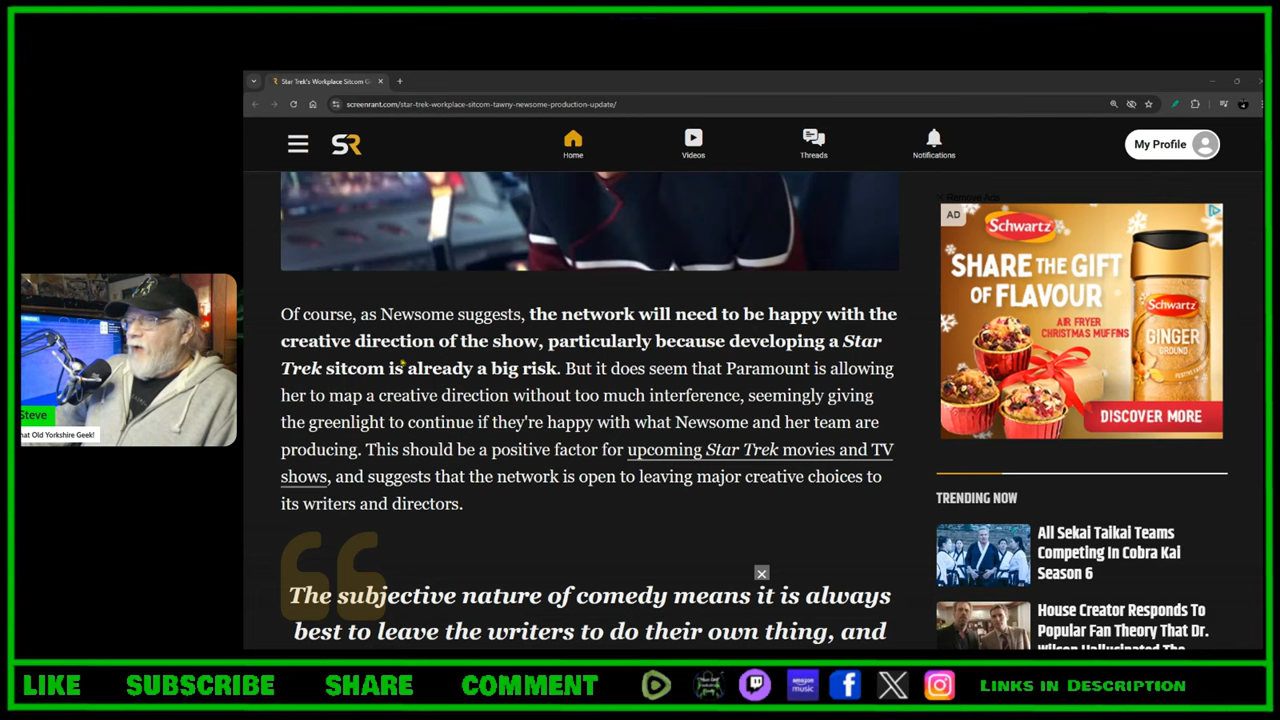 Star Trek's Workplace Sitcom G
screenrant.com/star-trek-workplace-sitcom-tawny-newsome-production-update/
SR
Home
Videos
Threads
Notifications
My Profile
Of course, as Newsome suggests, the network will need to be happy with the
creative direction of the show, particularly because developing a Star
Trek sitcom is already a big risk. But it does seem that Paramount is allowing
her to map a creative direction without too much interference, seemingly giving
the greenlight to continue if they're happy with what Newsome and her team are
producing. This should be a positive factor for upcoming Star Trek movies and TV
shows, and suggests that the network is open to leaving major creative choices to
its writers and directors.
The subjective nature of comedy means it is always
best to leave the writers to do their own thing, and
Remove Ads
AD
Schwartz
SHARE THE GIFT
OF FLAVOUR
AIR FRYER
CHRISTMAS MUFFINS
Schwartz
GINGER
GROUND
DISCOVER MORE
TRENDING NOW
All Sekai Taikai Teams
Competing In Cobra Kai
Season 6
House Creator Responds To
Popular Fan Theory That Dr.
Wilson Hallucinated The
Steve
hat Old Yorkshire Geek!
LIKE
SUBSCRIBE
SHARE
COMMENT
amazon music
LINKS IN DESCRIPTION